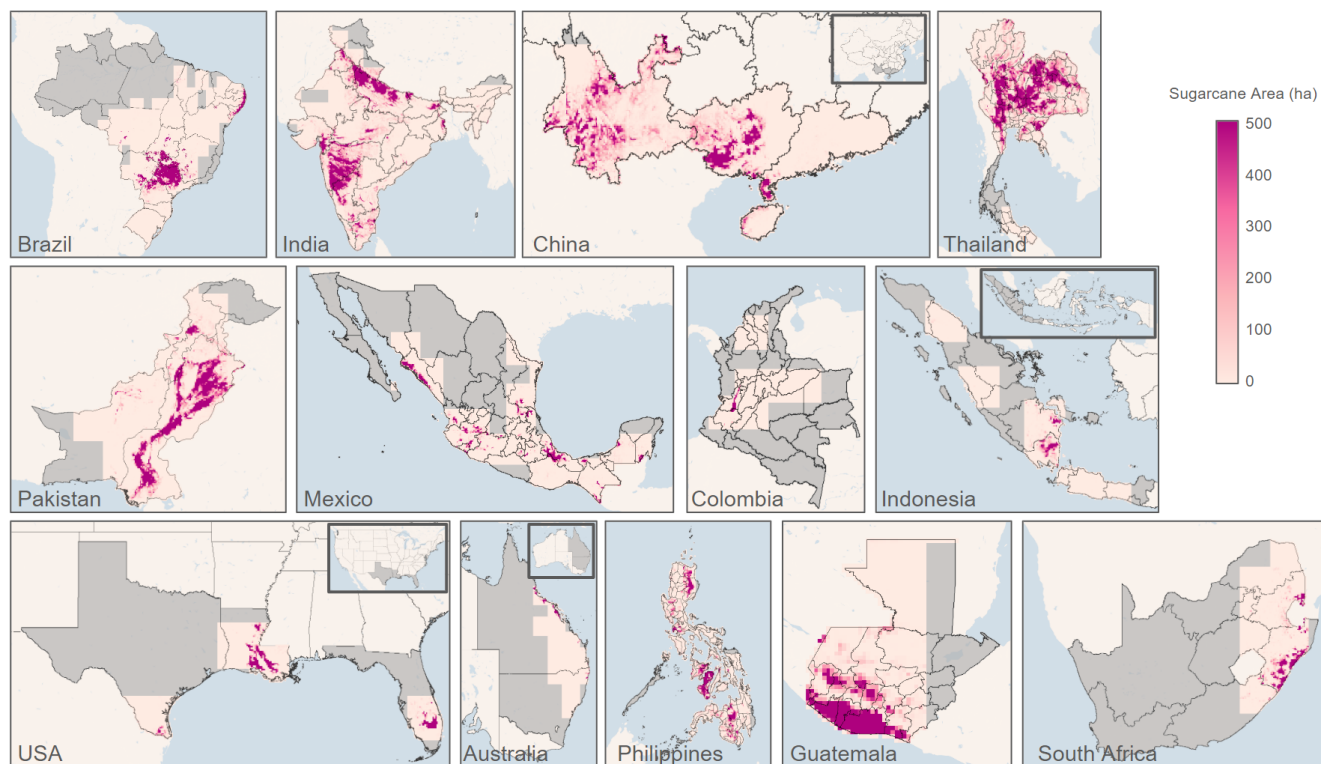 Brazil
India
China
Thailand
Sugarcane Area (ha)
500
400
300
200
100
0
Pakistan
Mexico
Colombia
Indonesia
USA
Australia
Philippines
Guatemala
South Africa